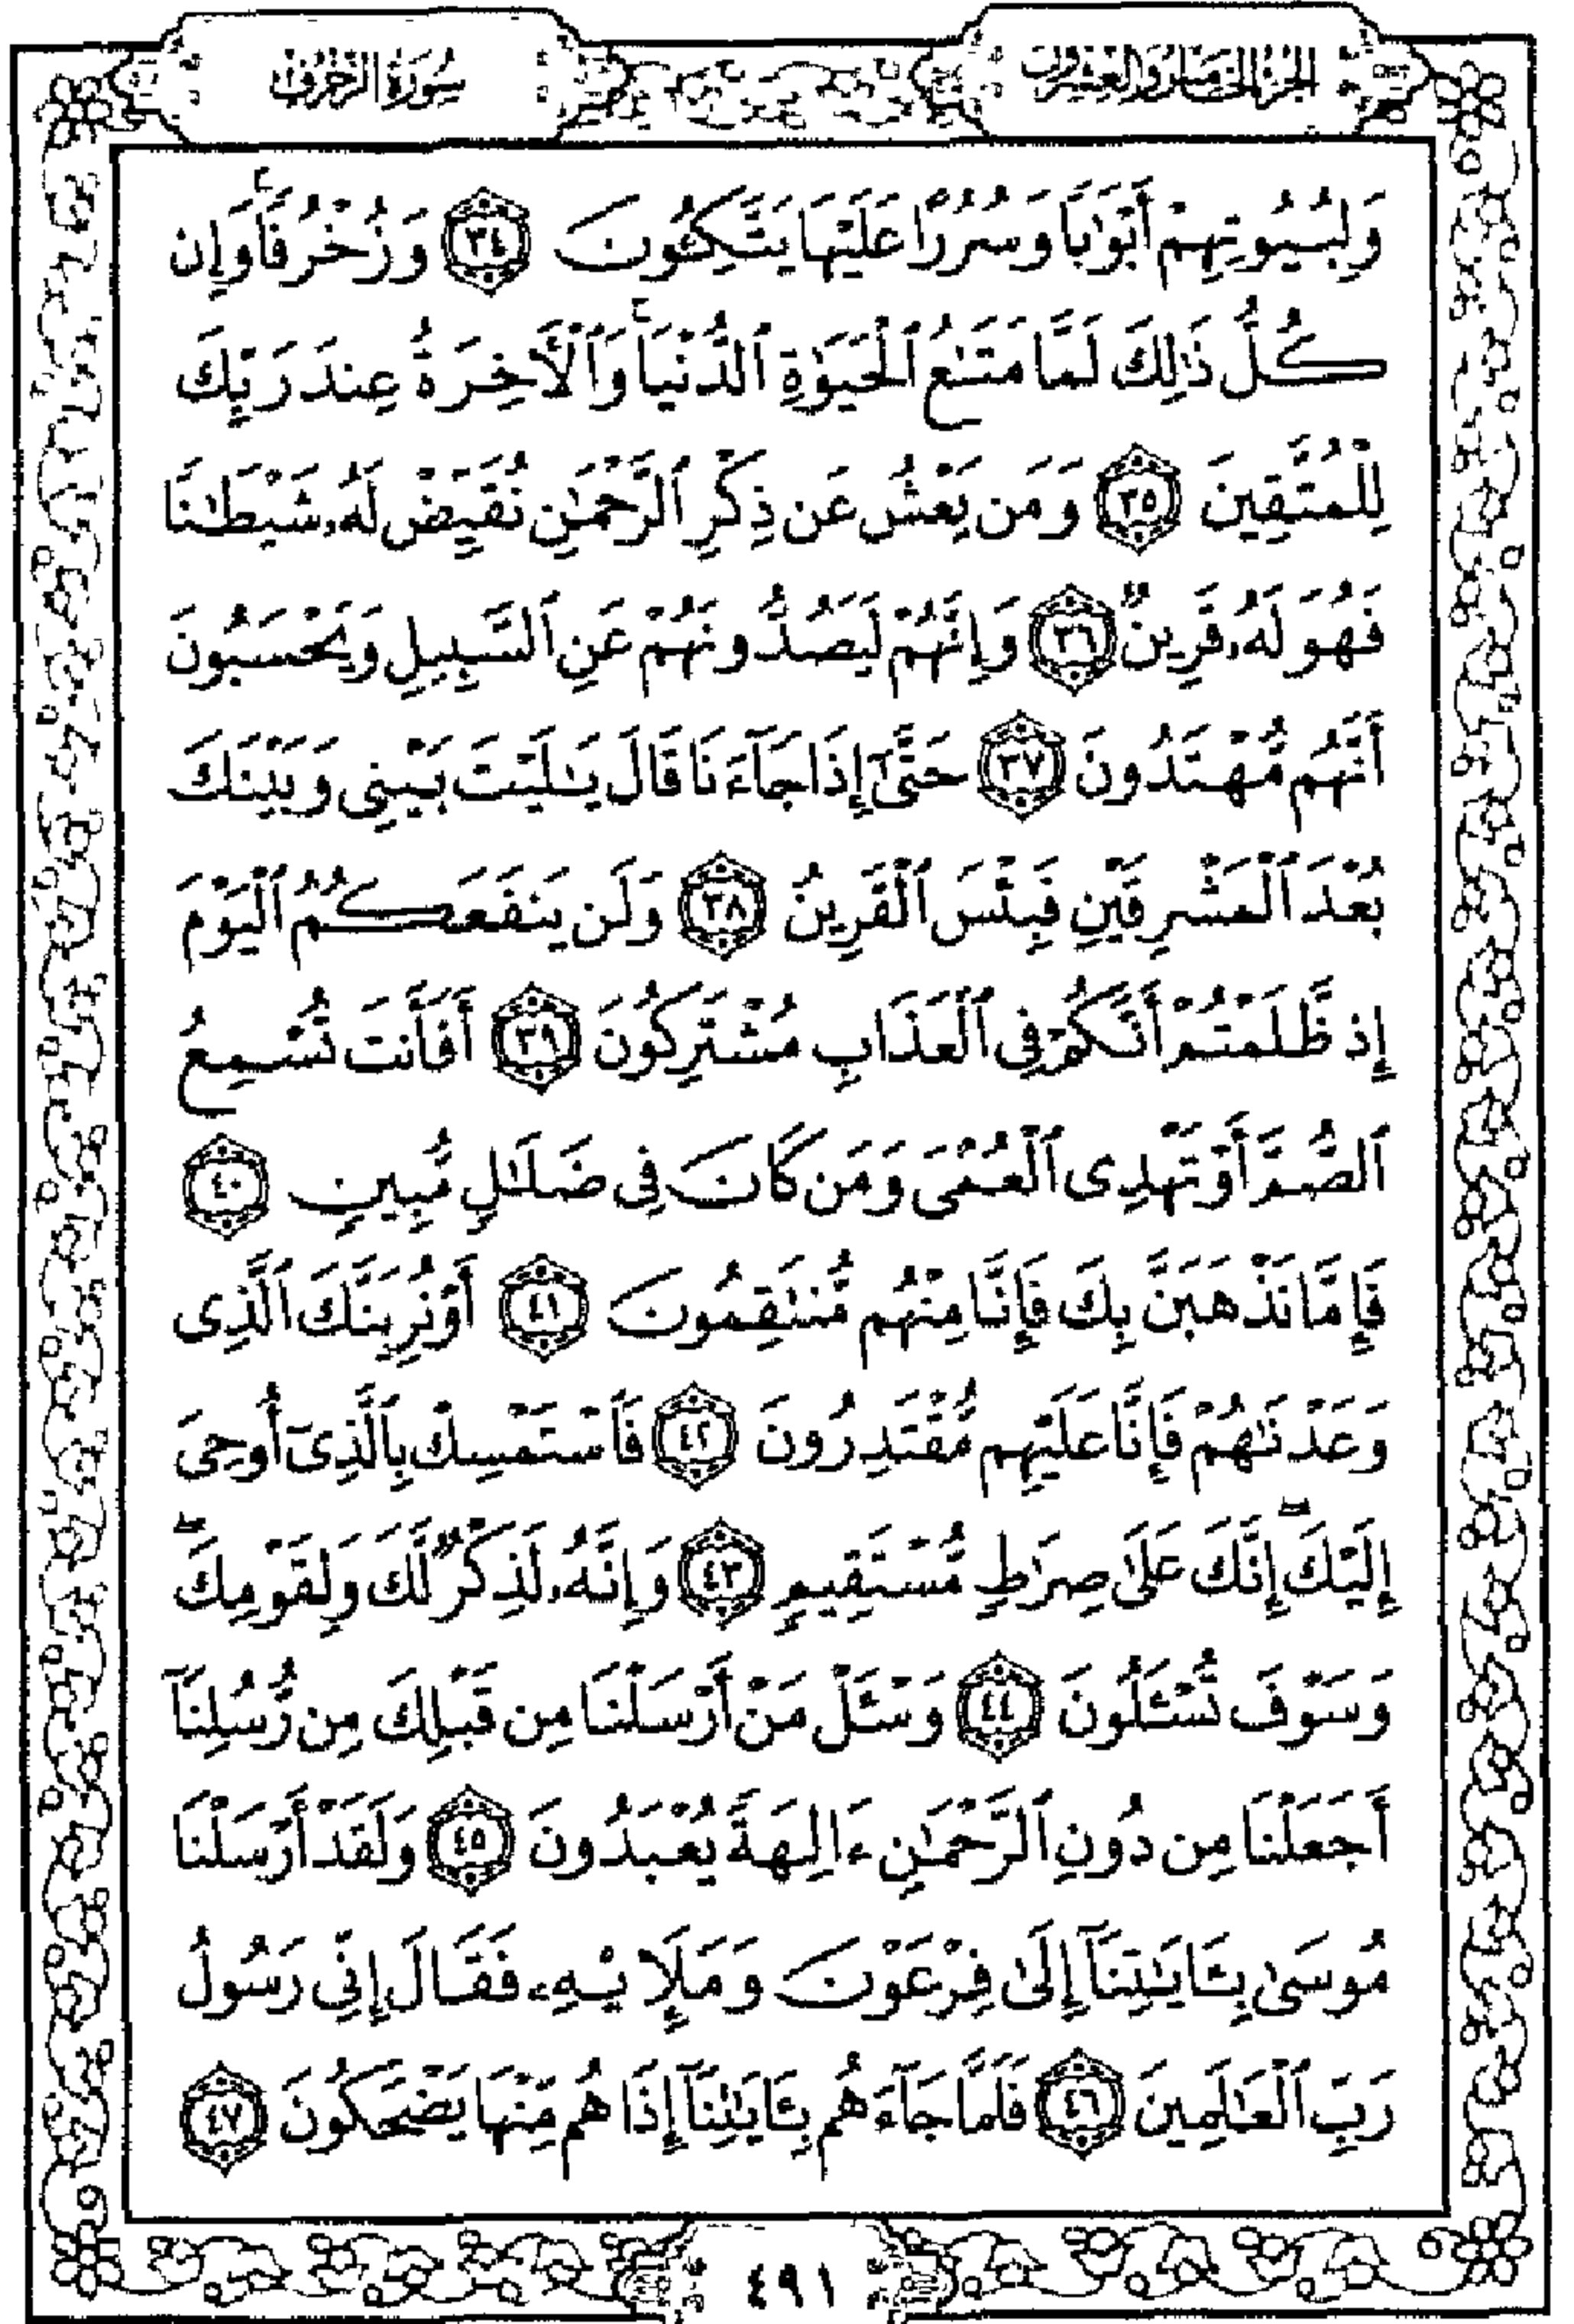 الجزء الخامس والعشرون
سورة الزخرف
وَلِبُيُوتِهِمْ أَبْوَٰبًا وَسُرُرًا عَلَيْهَا يَتَّكِـُٔونَ ٣٤ وَزُخْرُفًا ۚ وَإِن
كُلُّ ذَٰلِكَ لَمَّا مَتَـٰعُ ٱلْحَيَوٰةِ ٱلدُّنْيَا ۚ وَٱلْأَخِرَةُ عِندَ رَبِّكَ
لِلْمُتَّقِينَ ٣٥ وَمَن يَعْشُ عَن ذِكْرِ ٱلرَّحْمَـٰنِ نُقَيِّضْ لَهُۥ شَيْطَـٰنًا
فَهُوَ لَهُۥ قَرِينٌ ٣٦ وَإِنَّهُمْ لَيَصُدُّونَهُمْ عَنِ ٱلسَّبِيلِ وَيَحْسَبُونَ
أَنَّهُم مُّهْتَدُونَ ٣٧ حَتَّىٰٓ إِذَا جَآءَنَا قَالَ يَـٰلَيْتَ بَيْنِى وَبَيْنَكَ
بُعْدَ ٱلْمَشْرِقَيْنِ فَبِئْسَ ٱلْقَرِينُ ٣٨ وَلَن يَنفَعَكُمُ ٱلْيَوْمَ
إِذ ظَّلَمْتُمْ أَنَّكُمْ فِى ٱلْعَذَابِ مُشْتَرِكُونَ ٣٩ أَفَأَنتَ تُسْمِعُ
ٱلصُّمَّ أَوْ تَهْدِى ٱلْعُمْىَ وَمَن كَانَ فِى ضَلَـٰلٍ مُّبِينٍ ٤٠
فَإِمَّا نَذْهَبَنَّ بِكَ فَإِنَّا مِنْهُم مُّنتَقِمُونَ ٤١ أَوْ نُرِيَنَّكَ ٱلَّذِى
وَعَدْنَـٰهُمْ فَإِنَّا عَلَيْهِم مُّقْتَدِرُونَ ٤٢ فَٱسْتَمْسِكْ بِٱلَّذِىٓ أُوحِىَ
إِلَيْكَ ۖ إِنَّكَ عَلَىٰ صِرَٰطٍ مُّسْتَقِيمٍ ٤٣ وَإِنَّهُۥ لَذِكْرٌ لَّكَ وَلِقَوْمِكَ ۖ
وَسَوْفَ تُسْـَٔلُونَ ٤٤ وَسْـَٔلْ مَنْ أَرْسَلْنَا مِن قَبْلِكَ مِن رُّسُلِنَآ
أَجَعَلْنَا مِن دُونِ ٱلرَّحْمَـٰنِ ءَالِهَةً يُعْبَدُونَ ٤٥ وَلَقَدْ أَرْسَلْنَا
مُوسَىٰ بِـَٔايَـٰتِنَآ إِلَىٰ فِرْعَوْنَ وَمَلَإِي۟هِۦ فَقَالَ إِنِّى رَسُولُ
رَبِّ ٱلْعَـٰلَمِينَ ٤٦ فَلَمَّا جَآءَهُم بِـَٔايَـٰتِنَآ إِذَا هُم مِّنْهَا يَضْحَكُونَ ٤٧
٤٩١